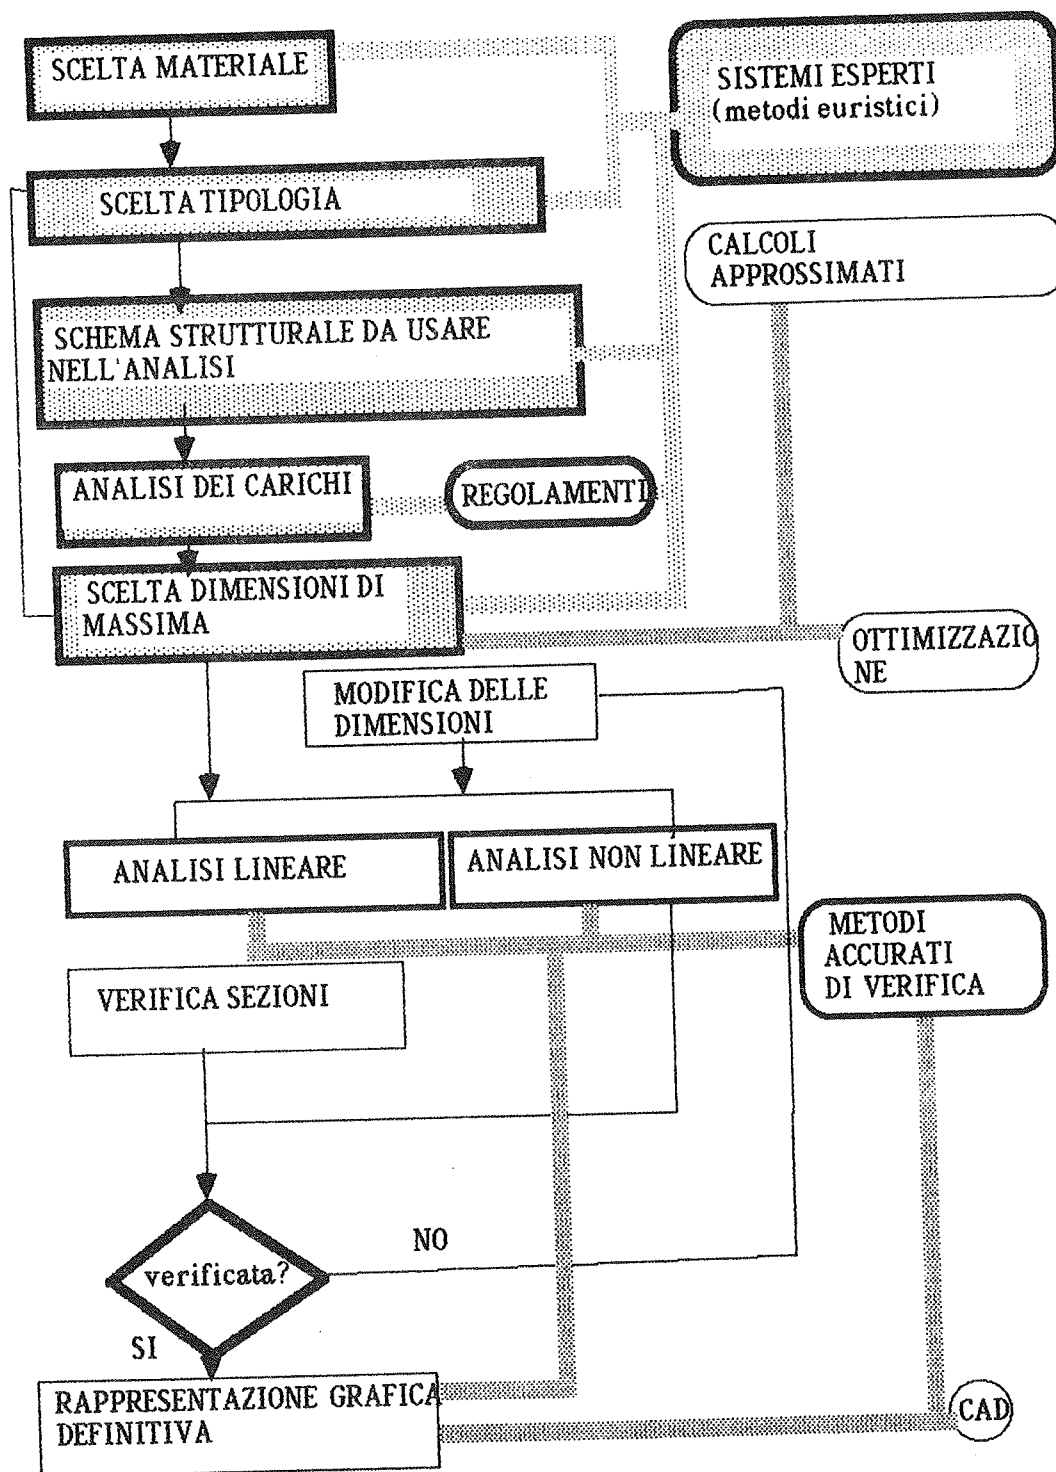 SCELTA MATERIALE
SISTEMI ESPERTI
(metodi euristici)
SCELTA TIPOLOGIA
CALCOLI
APPROSSIMATI
SCHEMA STRUTTURALE DA USARE
NELL'ANALISI
ANALISI DEI CARICHI
REGOLAMENTI
SCELTA DIMENSIONI DI
MASSIMA
OTTIMIZZAZIO
NE
MODIFICA DELLE
DIMENSIONI
ANALISI LINEARE
ANALISI NON LINEARE
METODI
ACCURATI
DI VERIFICA
VERIFICA SEZIONI
NO
verificata?
SI
RAPPRESENTAZIONE GRAFICA
DEFINITIVA
CAD